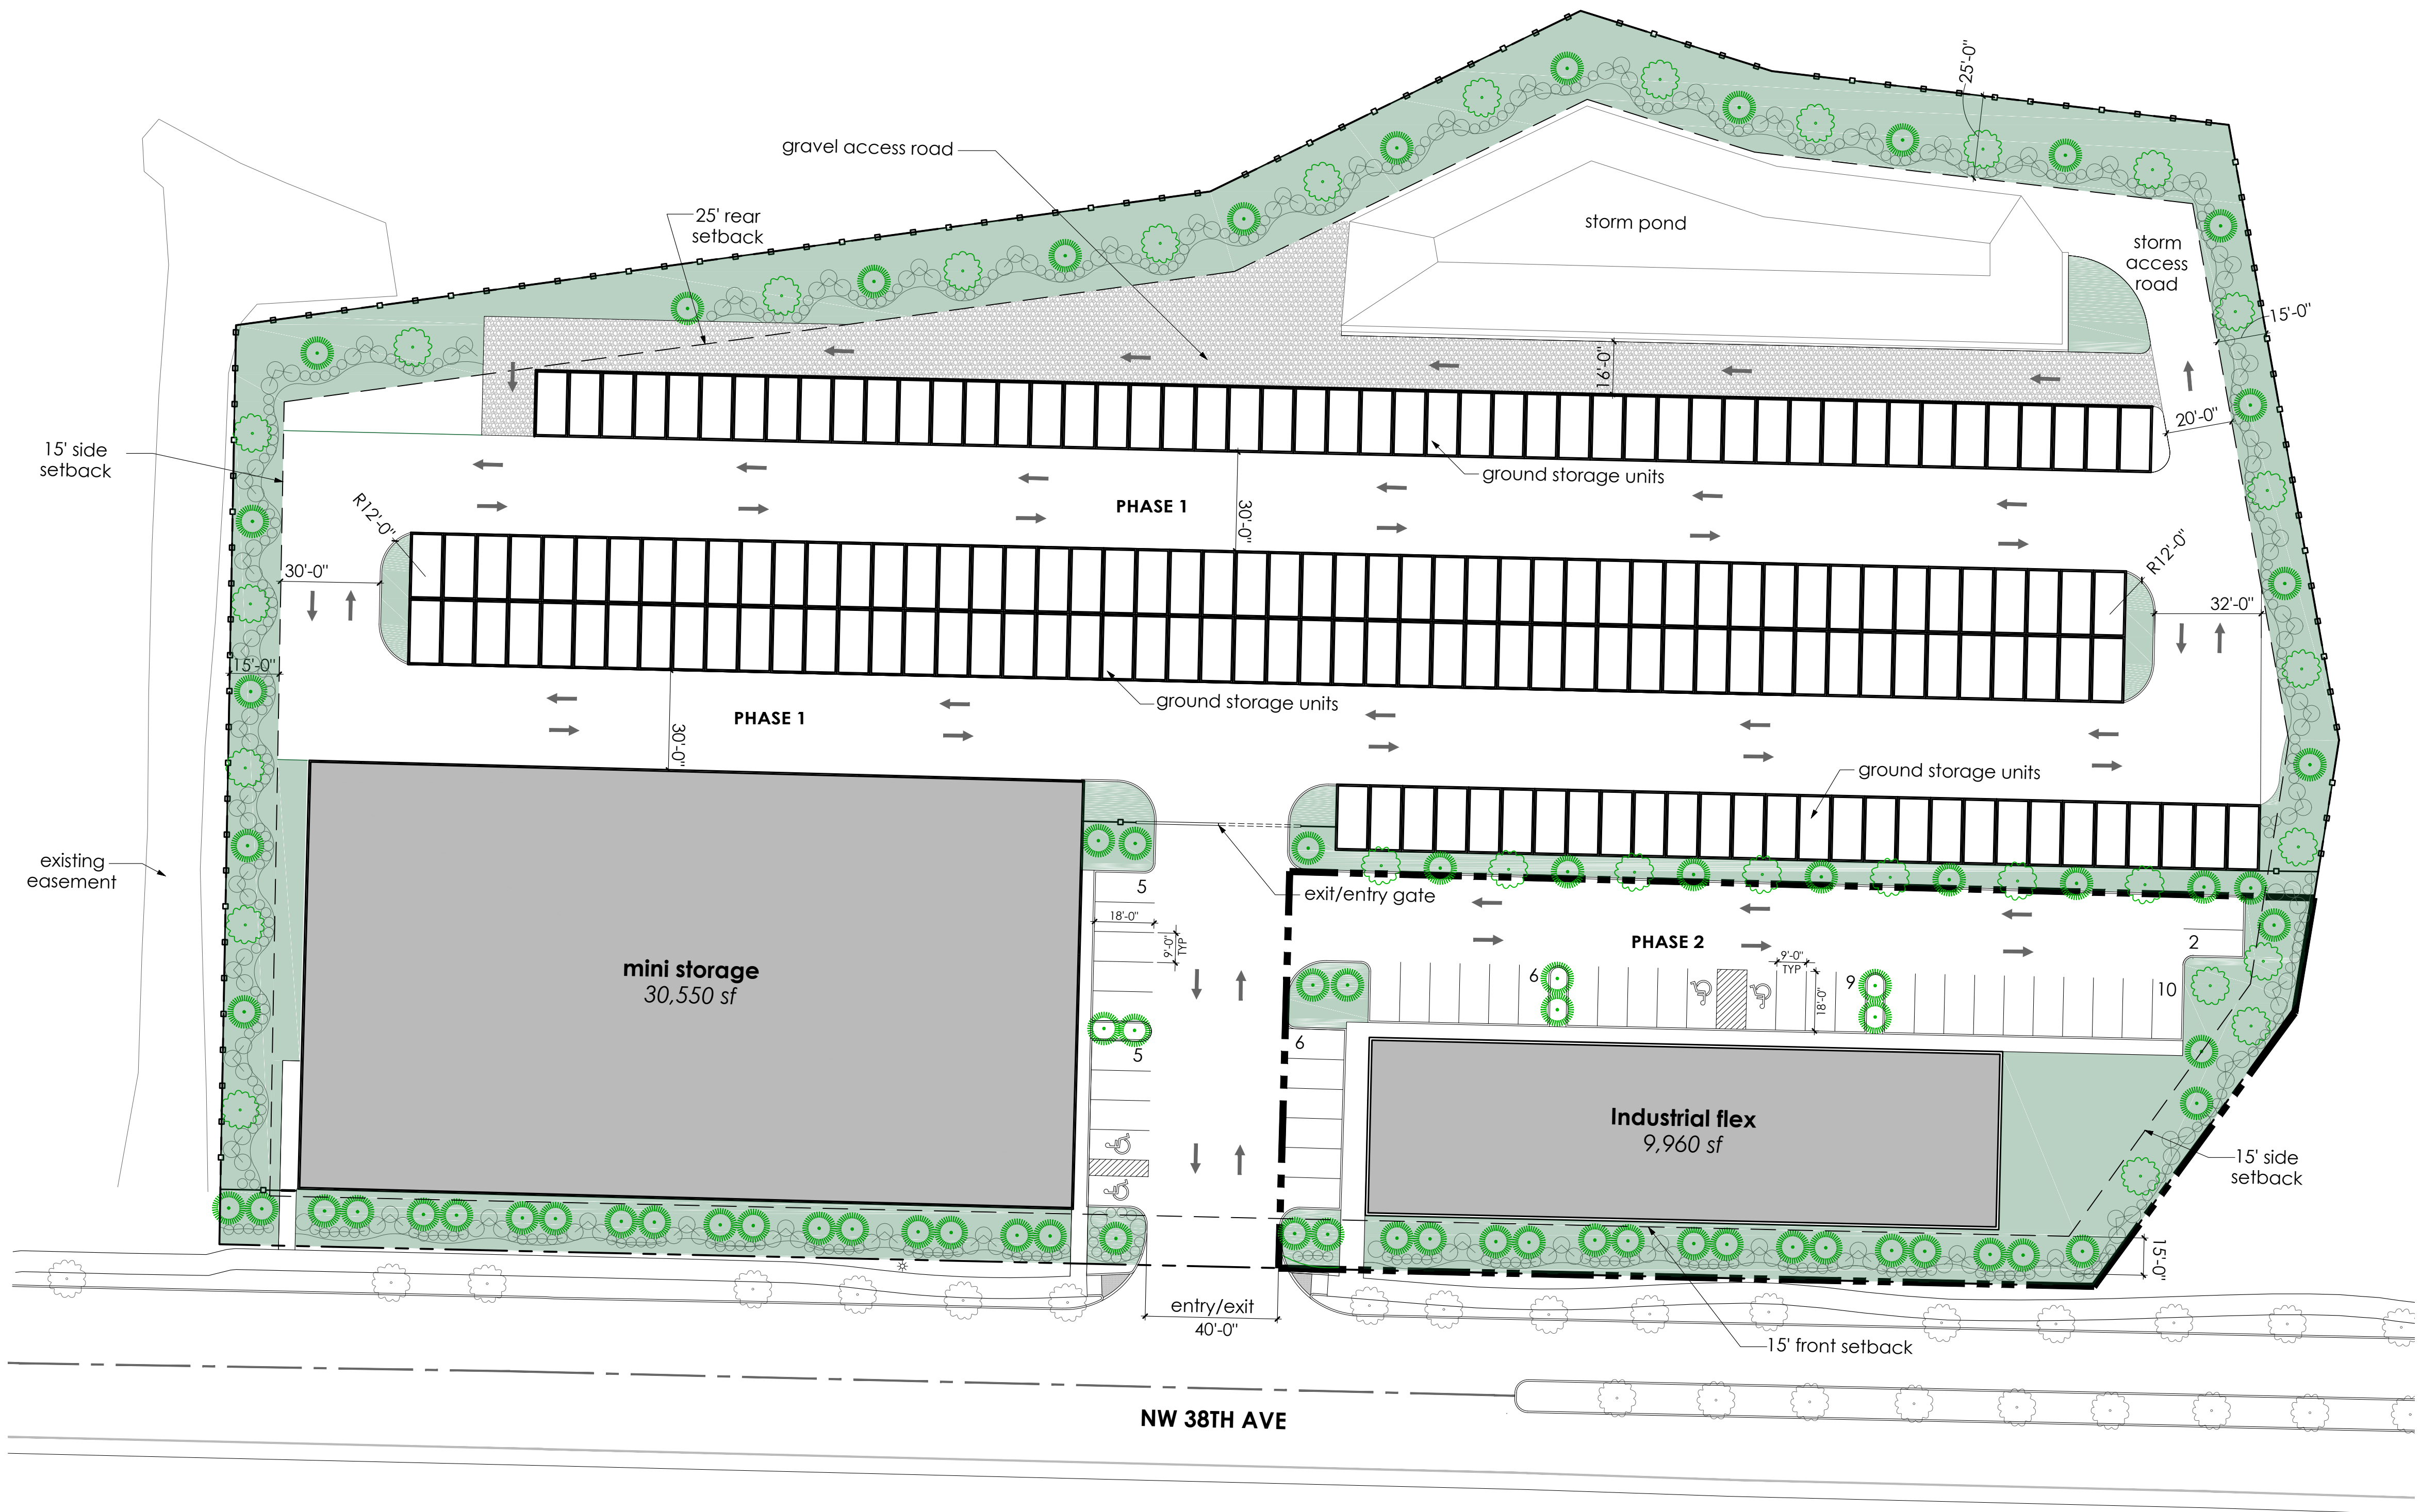 25'-0"
gravel access road
25' rear
setback
storm pond
storm
access
road
15'-0"
16'-0"
20'-0"
15' side
setback
ground storage units
R12'-0"
PHASE 1
30'-0"
R12'-0"
30'-0"
32'-0"
15'-0"
ground storage units
PHASE 1
30'-0"
ground storage units
existing
easement
5
exit/entry gate
18'-0"
9'-0"
TYP
PHASE 2
2
9'-0"
TYP
6
9
18'-0"
10
mini storage
30,550 sf
5
6
Industrial flex
9,960 sf
15' side
setback
15'-0"
entry/exit
40'-0"
15' front setback
NW 38TH AVE